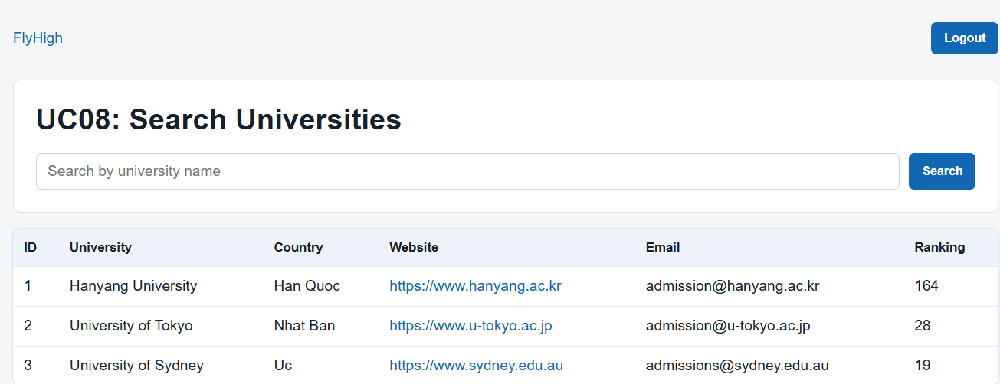 FlyHigh
Logout
UC08: Search Universities
Search by university name
Search
ID University Country Website Email Ranking
1 Hanyang University Han Quoc https://www.hanyang.ac.kr admission@hanyang.ac.kr 164
2 University of Tokyo Nhat Ban https://www.u-tokyo.ac.jp admission@u-tokyo.ac.jp 28
3 University of Sydney Uc https://www.sydney.edu.au admissions@sydney.edu.au 19